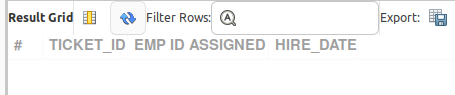 Result Grid Filter Rows: Export:
# TICKET_ID EMP ID ASSIGNED HIRE_DATE